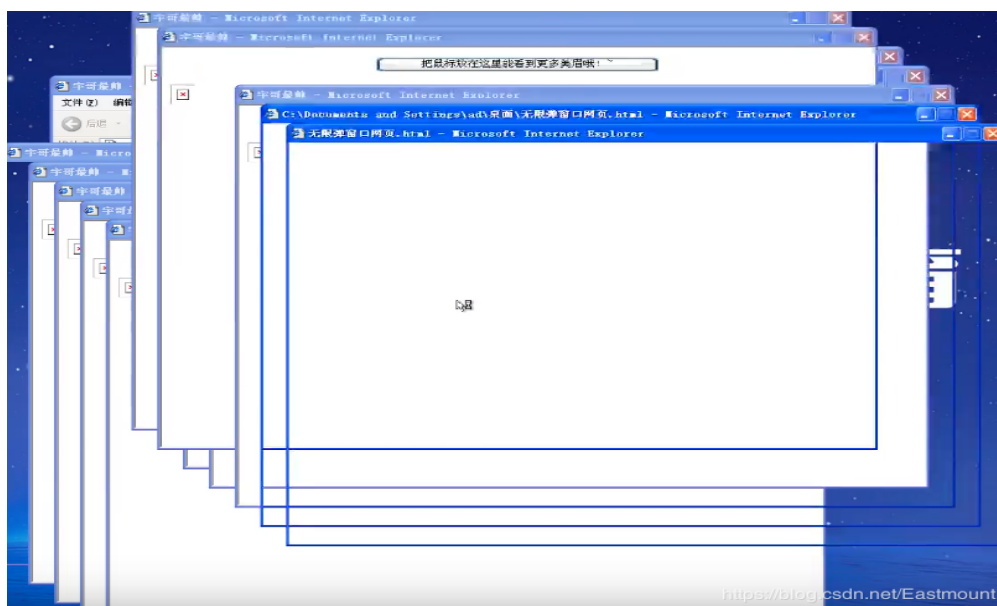 宇哥最帅 - Microsoft Internet Explorer
宇哥最帅 - Microsoft Internet Explorer
把鼠标放在这里能看到更多美眉哦！~
宇哥最帅
文件(F) 编辑
后退
宇哥最帅 - Microsoft Internet Explorer
C:\Documents and Settings\ad\桌面\无限弹窗口网页.html - Microsoft Internet Explorer
无限弹窗口网页.html - Microsoft Internet Explorer
宇哥最帅 - Micro
宇哥最帅 - M
宇哥最帅
宇哥
https://blog.csdn.net/Eastmount